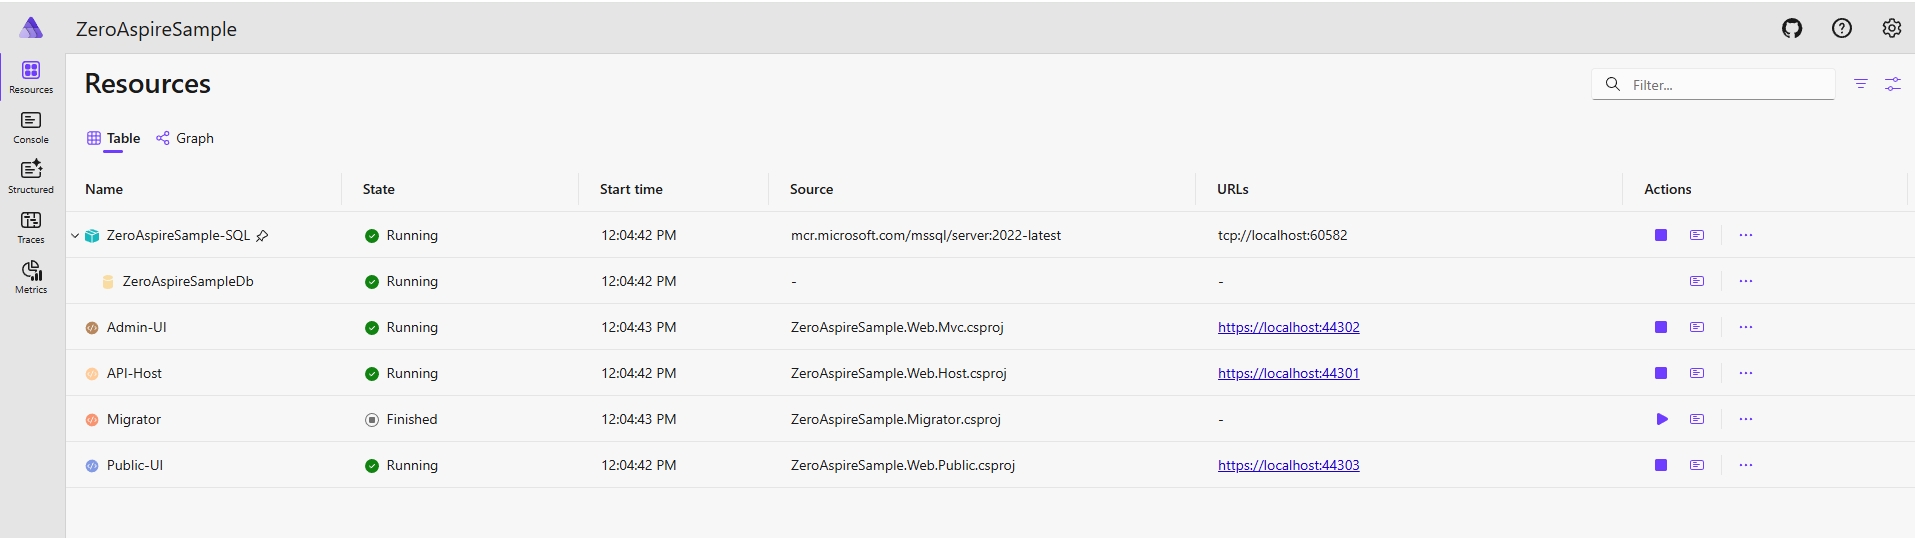 ZeroAspireSample
Resources
Console
Structured
Traces
Metrics
Resources
Filter...
Table Graph
Name State Start time Source URLs Actions
ZeroAspireSample-SQL Running 12:04:42 PM mcr.microsoft.com/mssql/server:2022-latest tcp://localhost:60582
ZeroAspireSampleDb Running 12:04:42 PM - -
Admin-UI Running 12:04:43 PM ZeroAspireSample.Web.Mvc.csproj https://localhost:44302
API-Host Running 12:04:42 PM ZeroAspireSample.Web.Host.csproj https://localhost:44301
Migrator Finished 12:04:43 PM ZeroAspireSample.Migrator.csproj -
Public-UI Running 12:04:42 PM ZeroAspireSample.Web.Public.csproj https://localhost:44303